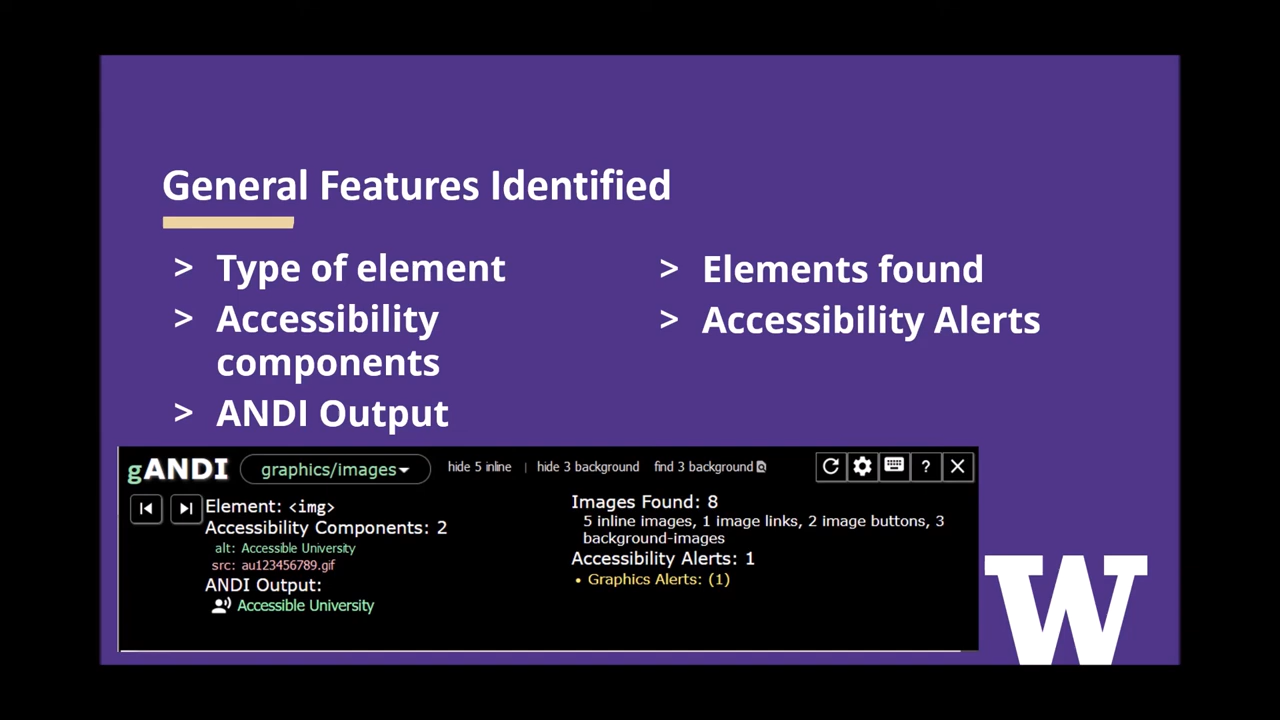 General Features Identified
> Type of element
> Accessibility
components
> ANDI Output
> Elements found
> Accessibility Alerts
gANDI graphics/images hide 5 inline | hide 3 background find 3 background ?
Element: <img>
Accessibility Components: 2
alt: Accessible University
src: au123456789.gif
ANDI Output:
Accessible University
Images Found: 8
5 inline images, 1 image links, 2 image buttons, 3
background-images
Accessibility Alerts: 1
• Graphics Alerts: (1)
W